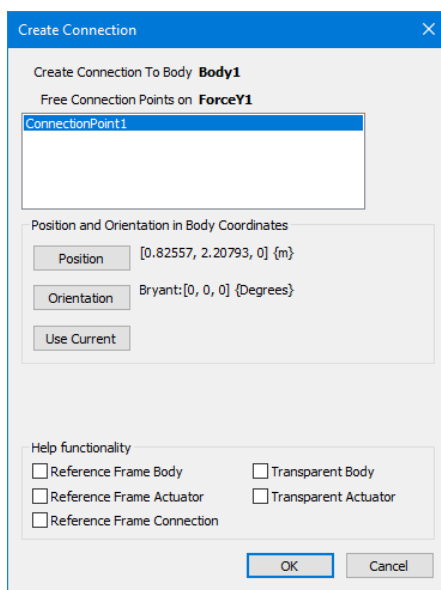 Create Connection
Create Connection To Body Body1
Free Connection Points on ForceY1
ConnectionPoint1
Position and Orientation in Body Coordinates
Position [0.82557, 2.20793, 0] {m}
Orientation Bryant:[0, 0, 0] {Degrees}
Use Current
Help functionality
Reference Frame Body Transparent Body
Reference Frame Actuator Transparent Actuator
Reference Frame Connection
OK Cancel